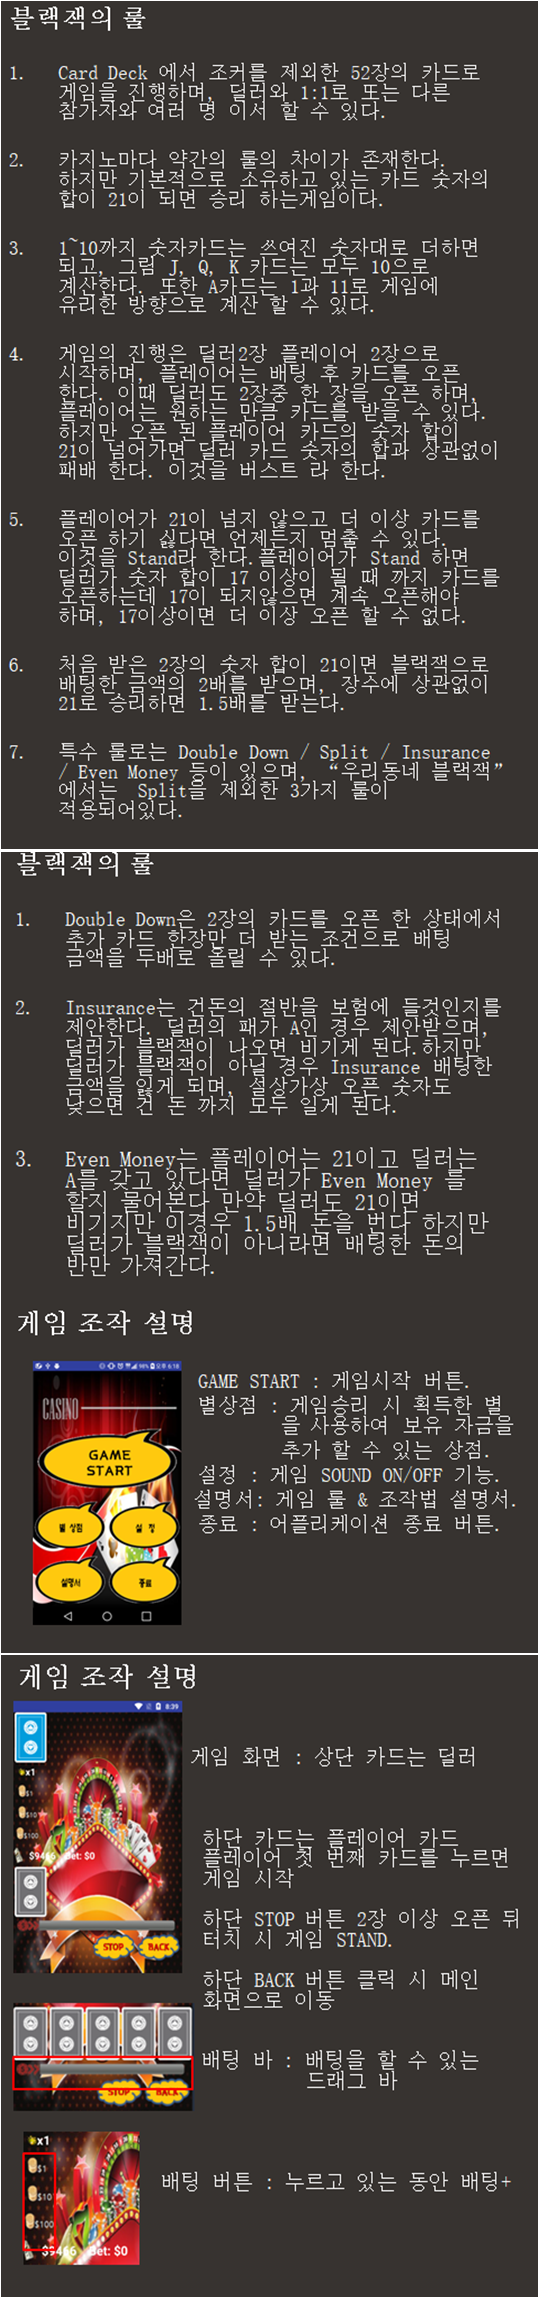 블랙잭의 룰
1. Card Deck 에서 조커를 제외한 52장의 카드로
게임을 진행하며, 딜러와 1:1로 또는 다른
참가자와 여러 명 이서 할 수 있다.
2. 카지노마다 약간의 룰의 차이가 존재한다.
하지만 기본적으로 소유하고 있는 카드 숫자의
합이 21이 되면 승리 하는게임이다.
3. 1~10까지 숫자카드는 쓰여진 숫자대로 더하면
되고, 그림 J, Q, K 카드는 모두 10으로
계산한다. 또한 A카드는 1과 11로 게임에
유리한 방향으로 계산 할 수 있다.
4. 게임의 진행은 딜러2장 플레이어 2장으로
시작하며, 플레이어는 배팅 후 카드를 오픈
한다. 이때 딜러도 2장중 한 장을 오픈 하며,
플레이어는 원하는 만큼 카드를 받을 수 있다.
하지만 오픈 된 플레이어 카드의 숫자 합이
21이 넘어가면 딜러 카드 숫자의 합과 상관없이
패배 한다. 이것을 버스트 라 한다.
5. 플레이어가 21이 넘지 않으고 더 이상 카드를
오픈 하기 싫다면 언제든지 멈출 수 있다.
이것을 Stand라 한다.플레이어가 Stand 하면
딜러가 숫자 합이 17 이상이 될 때 까지 카드를
오픈하는데 17이 되지않으면 계속 오픈해야
하며, 17이상이면 더 이상 오픈 할 수 없다.
6. 처음 받은 2장의 숫자 합이 21이면 블랙잭으로
배팅한 금액의 2배를 받으며, 장수에 상관없이
21로 승리하면 1.5배를 받는다.
7. 특수 룰로는 Double Down / Split / Insurance
/ Even Money 등이 있으며, “우리동네 블랙잭”
에서는 Split을 제외한 3가지 룰이
적용되어있다.
블랙잭의 룰
1. Double Down은 2장의 카드를 오픈 한 상태에서
추가 카드 한장만 더 받는 조건으로 배팅
금액을 두배로 올릴 수 있다.
2. Insurance는 건돈의 절반을 보험에 들것인지를
제안한다. 딜러의 패가 A인 경우 제안받으며,
딜러가 블랙잭이 나오면 비기게 된다.하지만
딜러가 블랙잭이 아닐 경우 Insurance 배팅한
금액을 잃게 되며, 설상가상 오픈 숫자도
낮으면 건 돈 까지 모두 잃게 된다.
3. Even Money는 플레이어는 21이고 딜러는
A를 갖고 있다면 딜러가 Even Money 를
할지 물어본다 만약 딜러도 21이면
비기지만 이경우 1.5배 돈을 번다 하지만
딜러가 블랙잭이 아니라면 배팅한 돈의
반만 가져간다.
게임 조작 설명
98% 오후 6:18
CASINO
GAME
START
별 상점
설 정
설명서
종료
GAME START : 게임시작 버튼.
별상점 : 게임승리 시 획득한 별
을 사용하여 보유 자금을
추가 할 수 있는 상점.
설정 : 게임 SOUND ON/OFF 기능.
설명서: 게임 룰 & 조작법 설명서.
종료 : 어플리케이션 종료 버튼.
게임 조작 설명
8:39
x1
$1
$10
$100
$9466 Bet: $0
STOP
BACK
게임 화면 : 상단 카드는 딜러
하단 카드는 플레이어 카드
플레이어 첫 번째 카드를 누르면
게임 시작
하단 STOP 버튼 2장 이상 오픈 뒤
터치 시 게임 STAND.
하단 BACK 버튼 클릭 시 메인
화면으로 이동
STOP
BACK
배팅 바 : 배팅을 할 수 있는
드래그 바
x1
$1
$10
$100
$9466 Bet: $0
배팅 버튼 : 누르고 있는 동안 배팅+